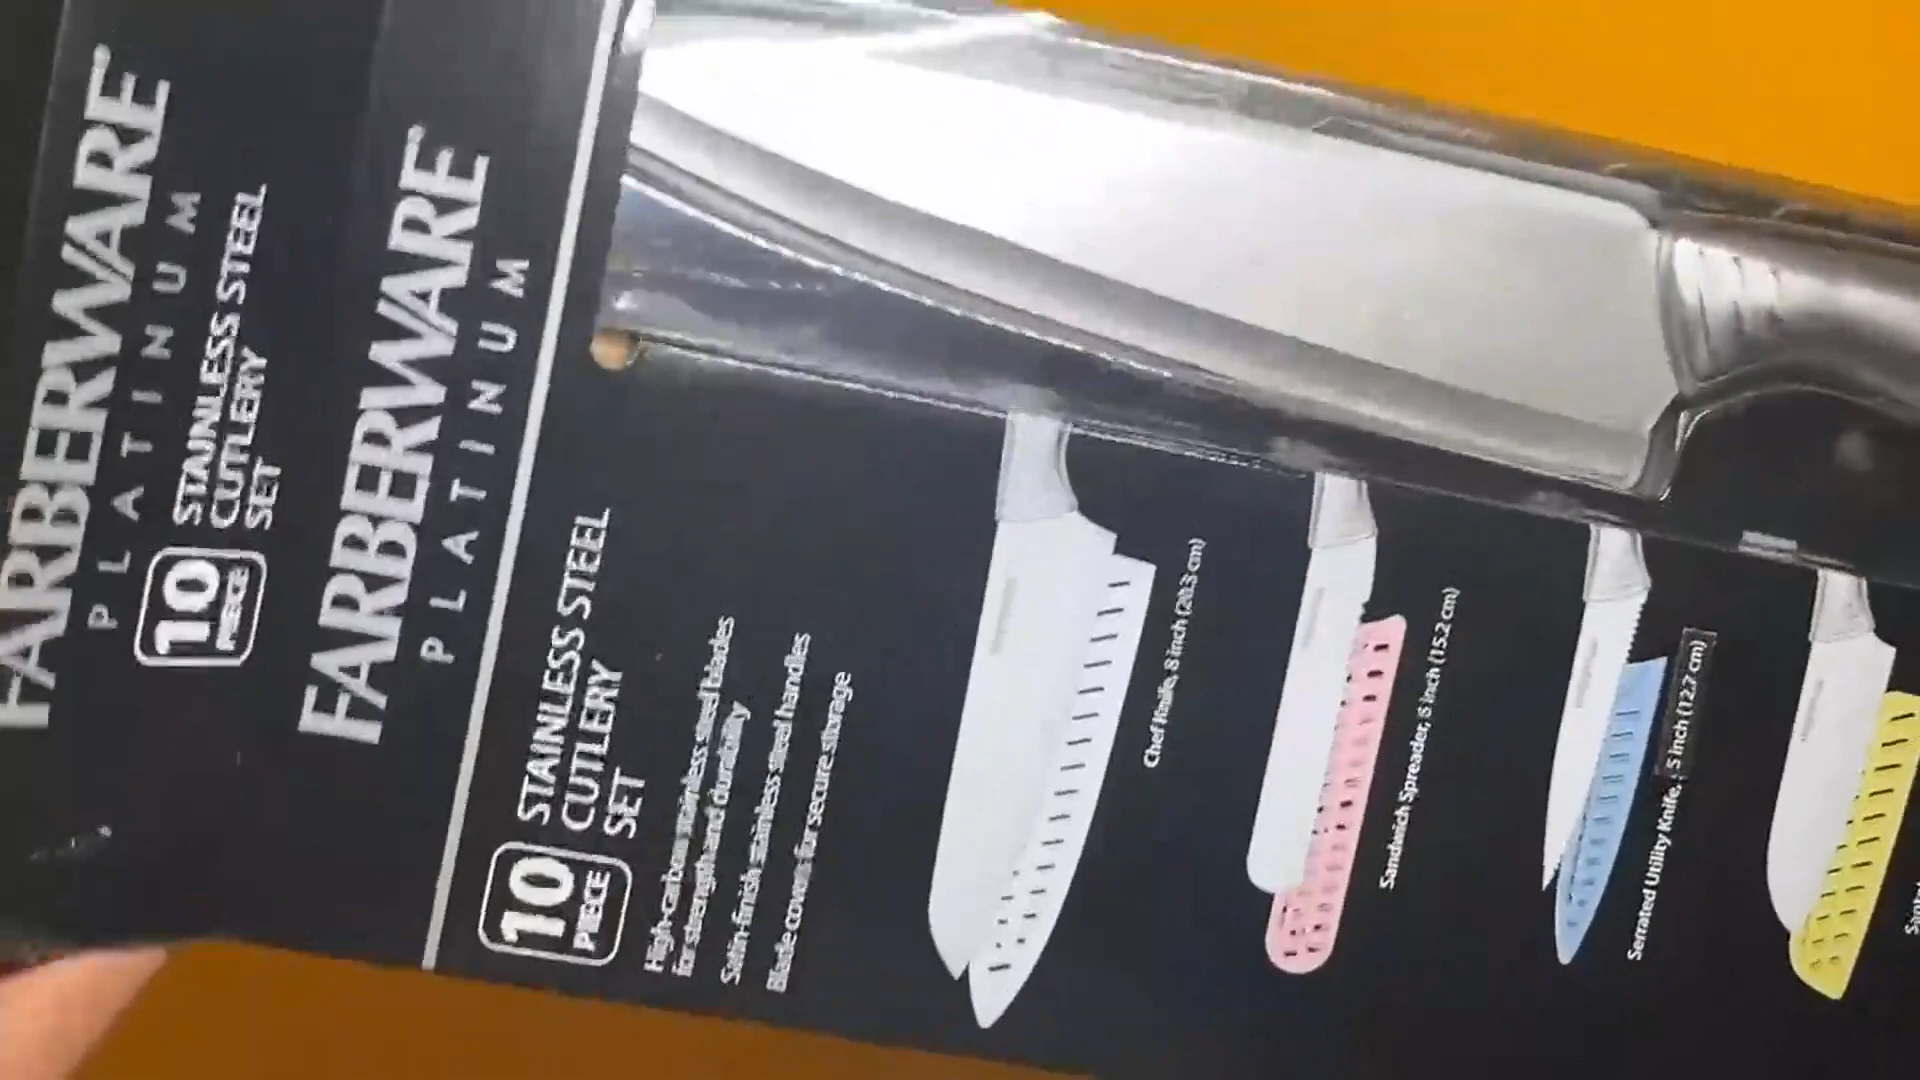 FARBERWARE
PLATINUM
10
PIECE
STAINLESS STEEL
CUTLERY
SET
FARBERWARE
PLATINUM
10
PIECE
STAINLESS STEEL
CUTLERY
SET
High-carbon stainless steel blades
for strength and durability
Satin-finish stainless steel handles
Blade covers for secure storage
Chef Knife, 8 inch (20.3 cm)
Sandwich Spreader, 6 inch (15.2 cm)
Serrated Utility Knife, 5 inch (12.7 cm)